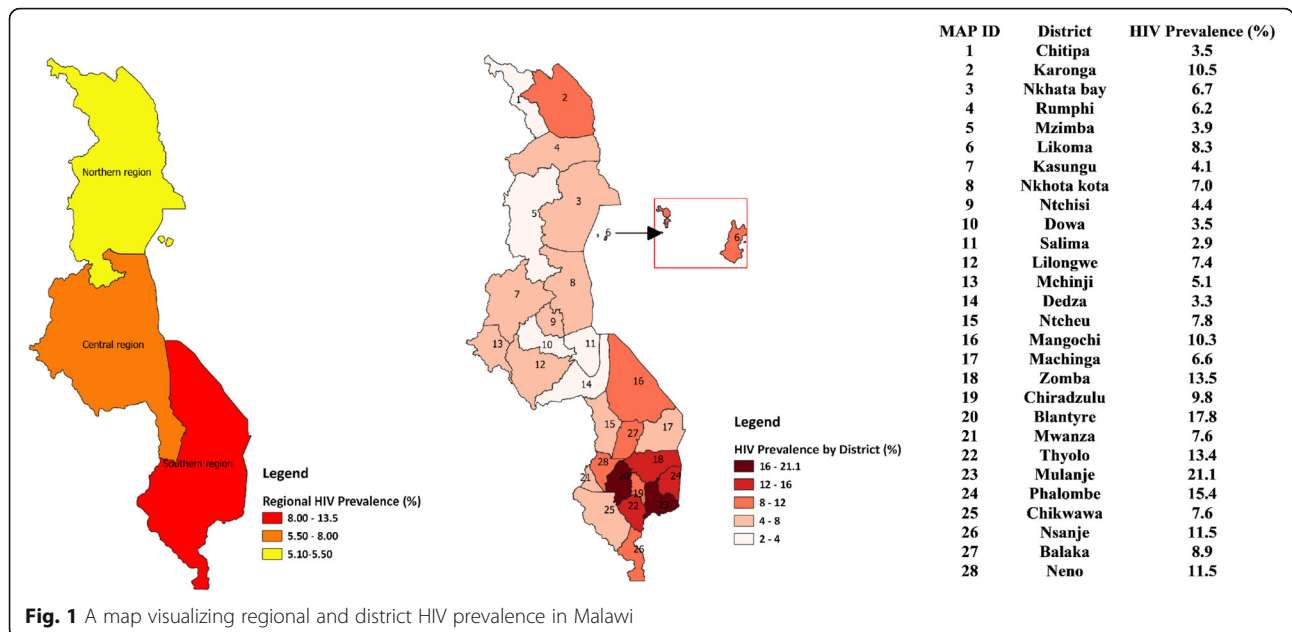 Northern region
Central region
Southern region
Legend
Regional HIV Prevalence (%)
8.00 - 13.5
5.50 - 8.00
5.10-5.50
1
2
4
5
3
6
6
8
7
9
10
11
13
12
14
16
15
17
27
28
18
21
20
24
19
23
22
25
26
Legend
HIV Prevalence by District (%)
16 - 21.1
12 - 16
8 - 12
4 - 8
2 - 4
MAP ID District HIV Prevalence (%)
1 Chitipa 3.5
2 Karonga 10.5
3 Nkhata bay 6.7
4 Rumphi 6.2
5 Mzimba 3.9
6 Likoma 8.3
7 Kasungu 4.1
8 Nkhota kota 7.0
9 Ntchisi 4.4
10 Dowa 3.5
11 Salima 2.9
12 Lilongwe 7.4
13 Mchinji 5.1
14 Dedza 3.3
15 Ntcheu 7.8
16 Mangochi 10.3
17 Machinga 6.6
18 Zomba 13.5
19 Chiradzulu 9.8
20 Blantyre 17.8
21 Mwanza 7.6
22 Thyolo 13.4
23 Mulanje 21.1
24 Phalombe 15.4
25 Chikwawa 7.6
26 Nsanje 11.5
27 Balaka 8.9
28 Neno 11.5
Fig. 1 A map visualizing regional and district HIV prevalence in Malawi